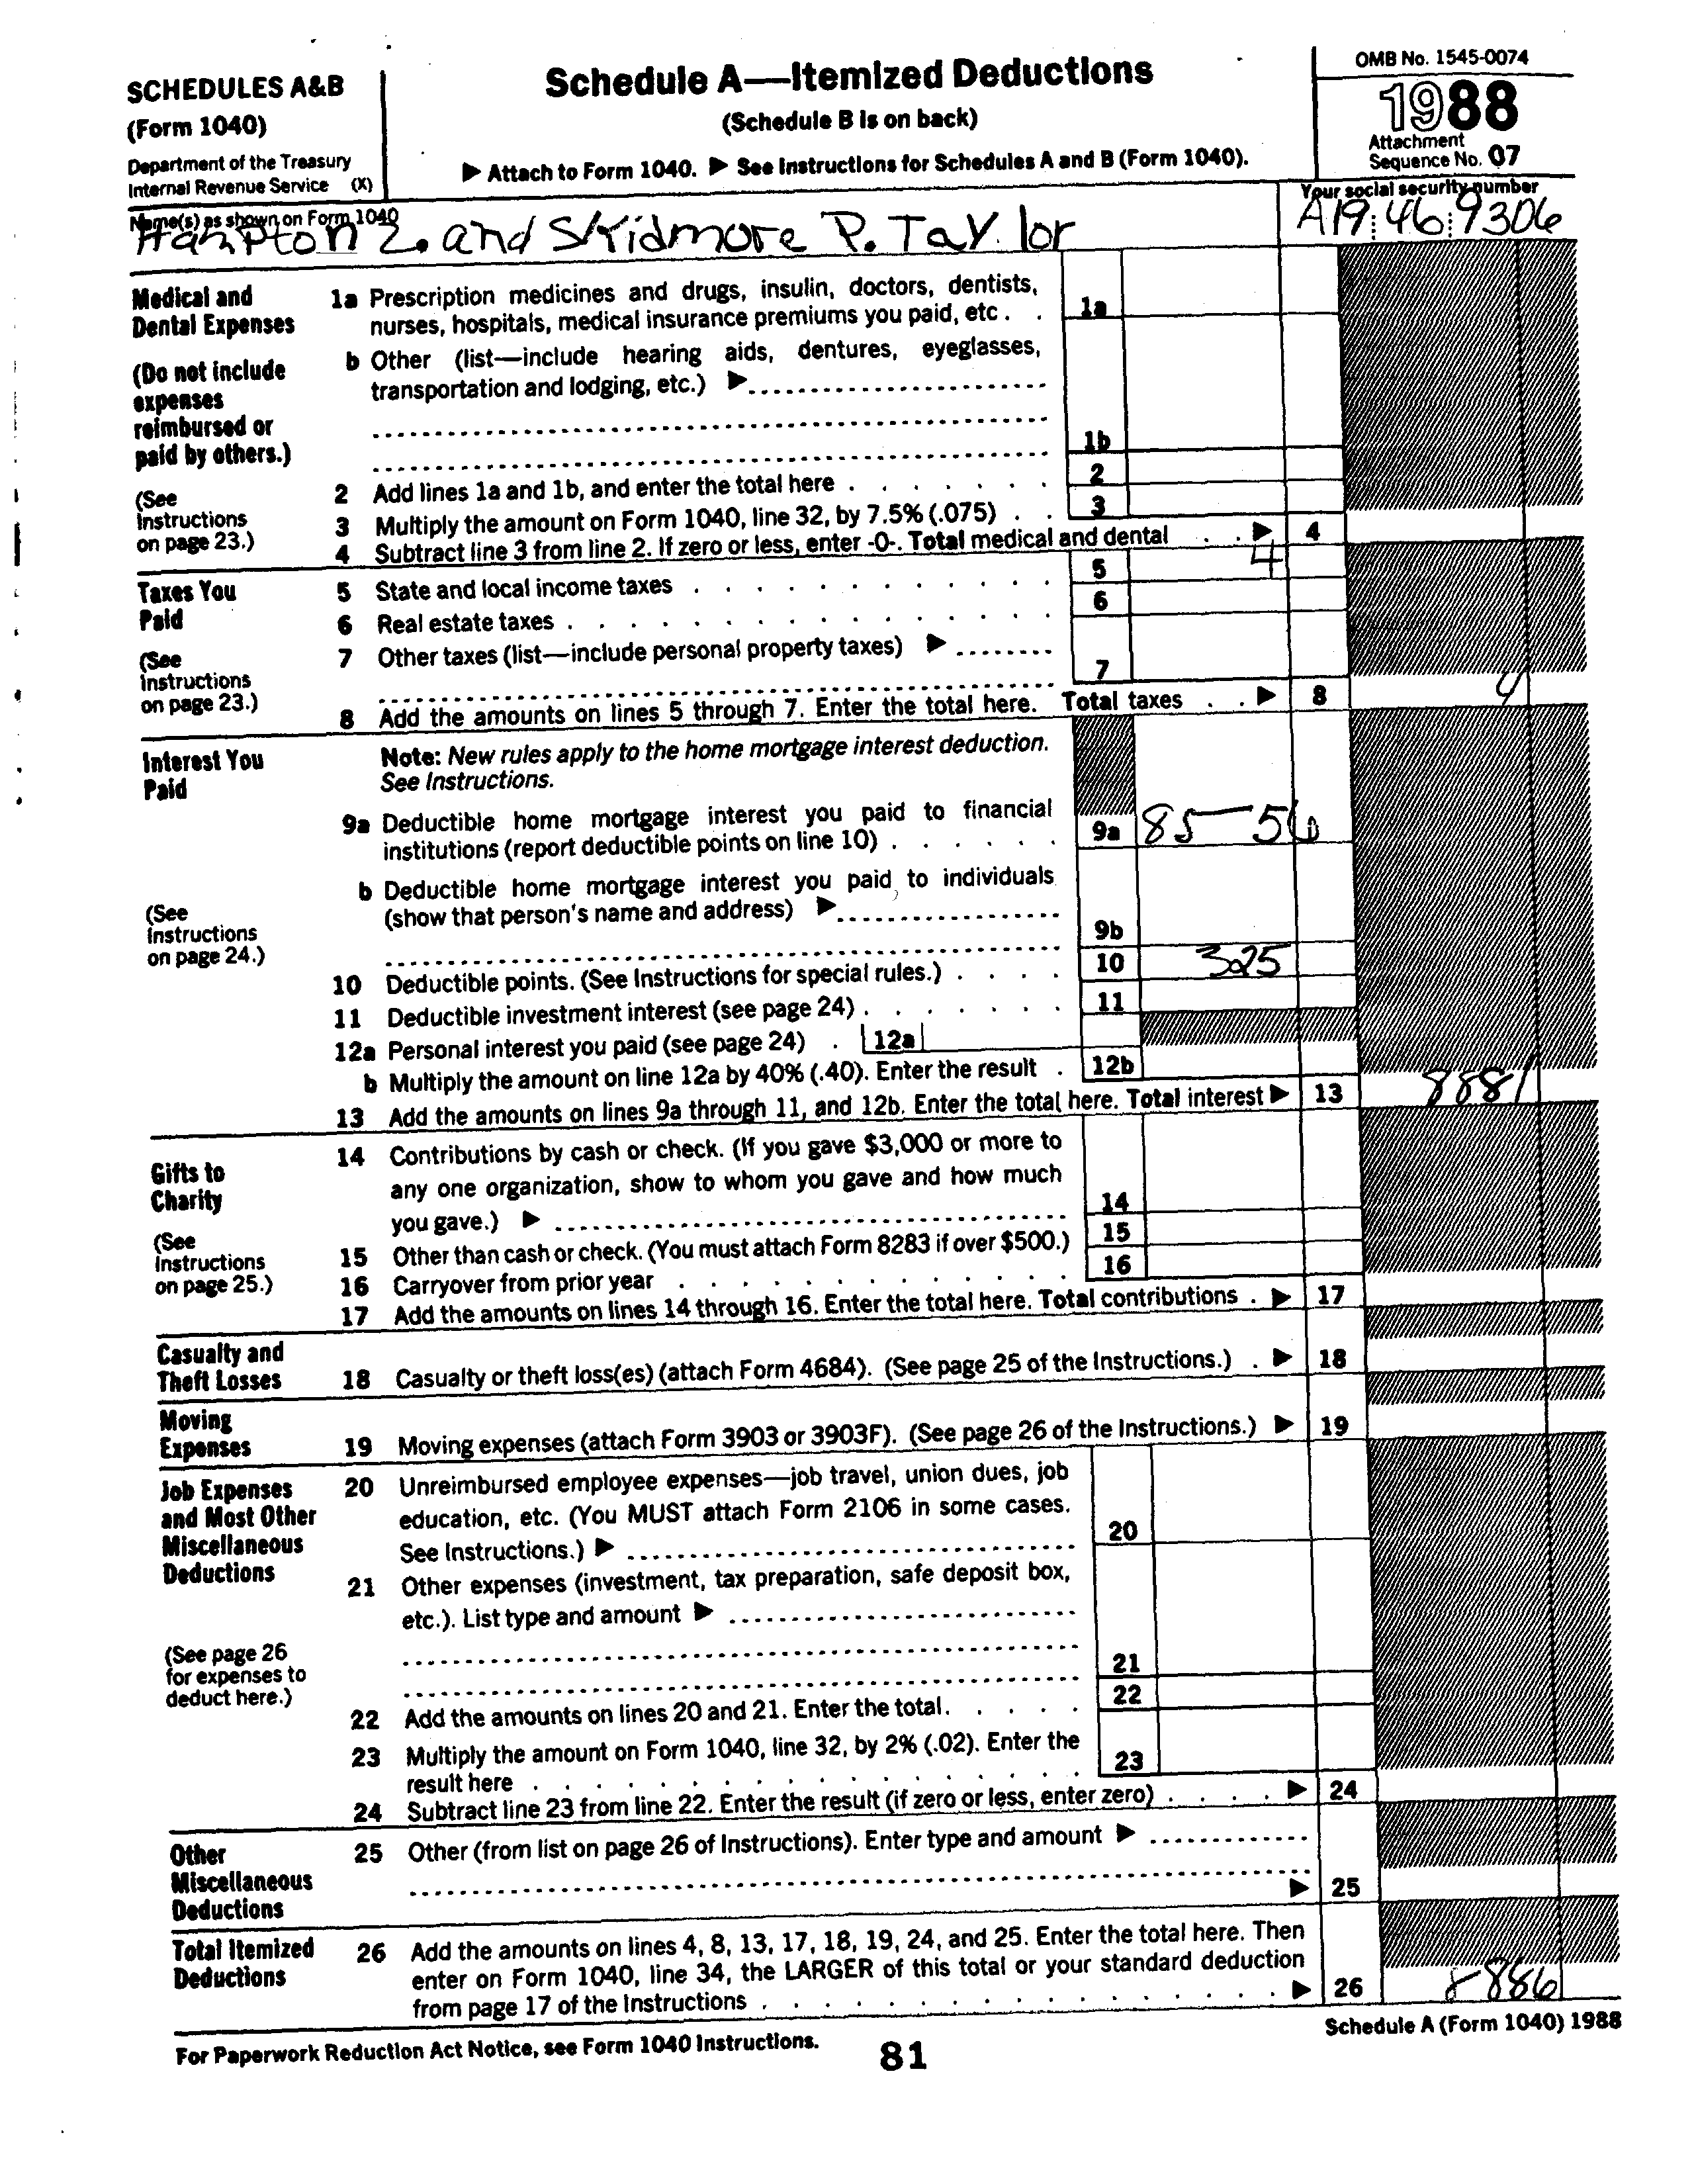 SCHEDULES A&B
(Form 1040)
Department of the Treasury
Internal Revenue Service (X)
Schedule A—Itemized Deductions
(Schedule B is on back)
▶ Attach to Form 1040. ▶ See Instructions for Schedules A and B (Form 1040).
OMB No. 1545-0074
1988
Attachment
Sequence No. 07
Name(s) as shown on Form 1040
Hampton Z. and Skidmore P. Taylor
Your social security number
A19:46:9306
Medical and
Dental Expenses
(Do not include
expenses
reimbursed or
paid by others.)
(See
Instructions
on page 23.)
1a Prescription medicines and drugs, insulin, doctors, dentists,
nurses, hospitals, medical insurance premiums you paid, etc . . 1a
b Other (list—include hearing aids, dentures, eyeglasses,
transportation and lodging, etc.) ▶
1b
2 Add lines 1a and 1b, and enter the total here . . . . . . . 2
3 Multiply the amount on Form 1040, line 32, by 7.5% (.075) . . 3
4 Subtract line 3 from line 2. If zero or less, enter -0-. Total medical and dental . . ▶ 4
Taxes You
Paid
(See
Instructions
on page 23.)
5 State and local income taxes . . . . . . . . . . . . 5 4
6 Real estate taxes . . . . . . . . . . . . . . . . 6
7 Other taxes (list—include personal property taxes) ▶
7
8 Add the amounts on lines 5 through 7. Enter the total here. Total taxes . . ▶ 8 4
Interest You
Paid
(See
Instructions
on page 24.)
Note: New rules apply to the home mortgage interest deduction.
See Instructions.
9a Deductible home mortgage interest you paid to financial
institutions (report deductible points on line 10) . . . . . . 9a 8556
b Deductible home mortgage interest you paid to individuals
(show that person's name and address) ▶
9b
10 Deductible points. (See Instructions for special rules.) . . . . 10 325
11 Deductible investment interest (see page 24) . . . . . . . 11
12a Personal interest you paid (see page 24) . 12a
b Multiply the amount on line 12a by 40% (.40). Enter the result . 12b
13 Add the amounts on lines 9a through 11, and 12b. Enter the total here. Total interest ▶ 13 8881
Gifts to
Charity
(See
Instructions
on page 25.)
14 Contributions by cash or check. (If you gave $3,000 or more to
any one organization, show to whom you gave and how much
you gave.) ▶ 14
15 Other than cash or check. (You must attach Form 8283 if over $500.) 15
16 Carryover from prior year . . . . . . . . . . . . . 16
17 Add the amounts on lines 14 through 16. Enter the total here. Total contributions . ▶ 17
Casualty and
Theft Losses
18 Casualty or theft loss(es) (attach Form 4684). (See page 25 of the Instructions.) . ▶ 18
Moving
Expenses
19 Moving expenses (attach Form 3903 or 3903F). (See page 26 of the Instructions.) ▶ 19
Job Expenses
and Most Other
Miscellaneous
Deductions
(See page 26
for expenses to
deduct here.)
20 Unreimbursed employee expenses—job travel, union dues, job
education, etc. (You MUST attach Form 2106 in some cases.
See Instructions.) ▶ 20
21 Other expenses (investment, tax preparation, safe deposit box,
etc.). List type and amount ▶
21
22 Add the amounts on lines 20 and 21. Enter the total. . . . . 22
23 Multiply the amount on Form 1040, line 32, by 2% (.02). Enter the
result here . . . . . . . . . . . . . . . . . 23
24 Subtract line 23 from line 22. Enter the result (if zero or less, enter zero) . . . . ▶ 24
Other
Miscellaneous
Deductions
25 Other (from list on page 26 of Instructions). Enter type and amount ▶
▶ 25
Total Itemized
Deductions
26 Add the amounts on lines 4, 8, 13, 17, 18, 19, 24, and 25. Enter the total here. Then
enter on Form 1040, line 34, the LARGER of this total or your standard deduction
from page 17 of the Instructions . . . . . . . . . . . . . . . . . ▶ 26 8886
For Paperwork Reduction Act Notice, see Form 1040 Instructions.
81
Schedule A (Form 1040) 1988